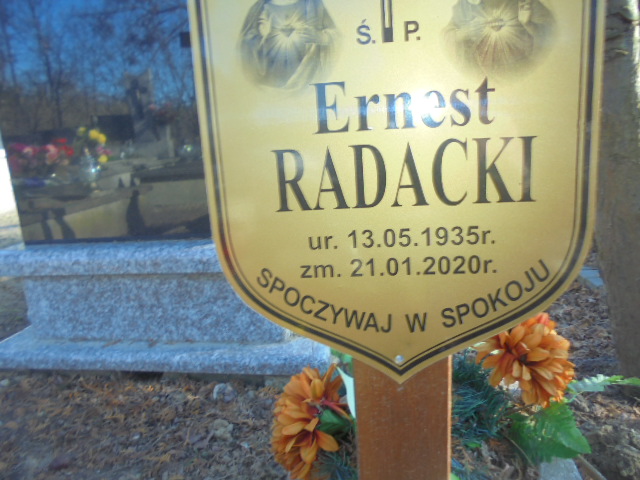 Ś. P.
Ernest
RADACKI
ur. 13.05.1935r.
zm. 21.01.2020r.
SPOCZYWAJ W SPOKOJU